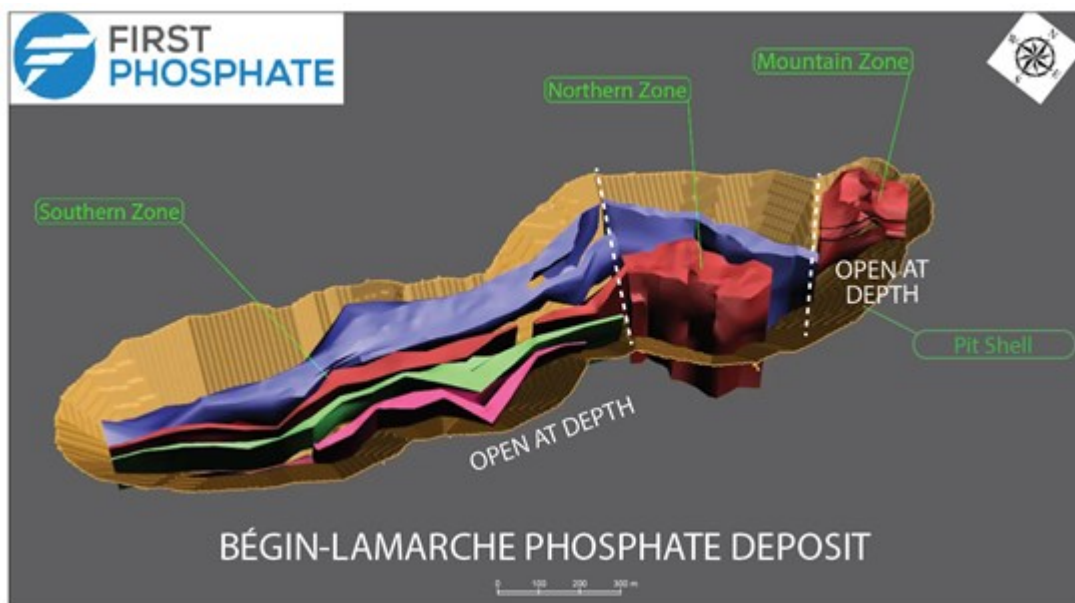 FIRST
PHOSPHATE
Mountain Zone
N
W
E
S
Northern Zone
Southern Zone
OPEN AT
DEPTH
Pit Shell
OPEN AT DEPTH
BÉGIN-LAMARCHE PHOSPHATE DEPOSIT
0 100 200 300 m